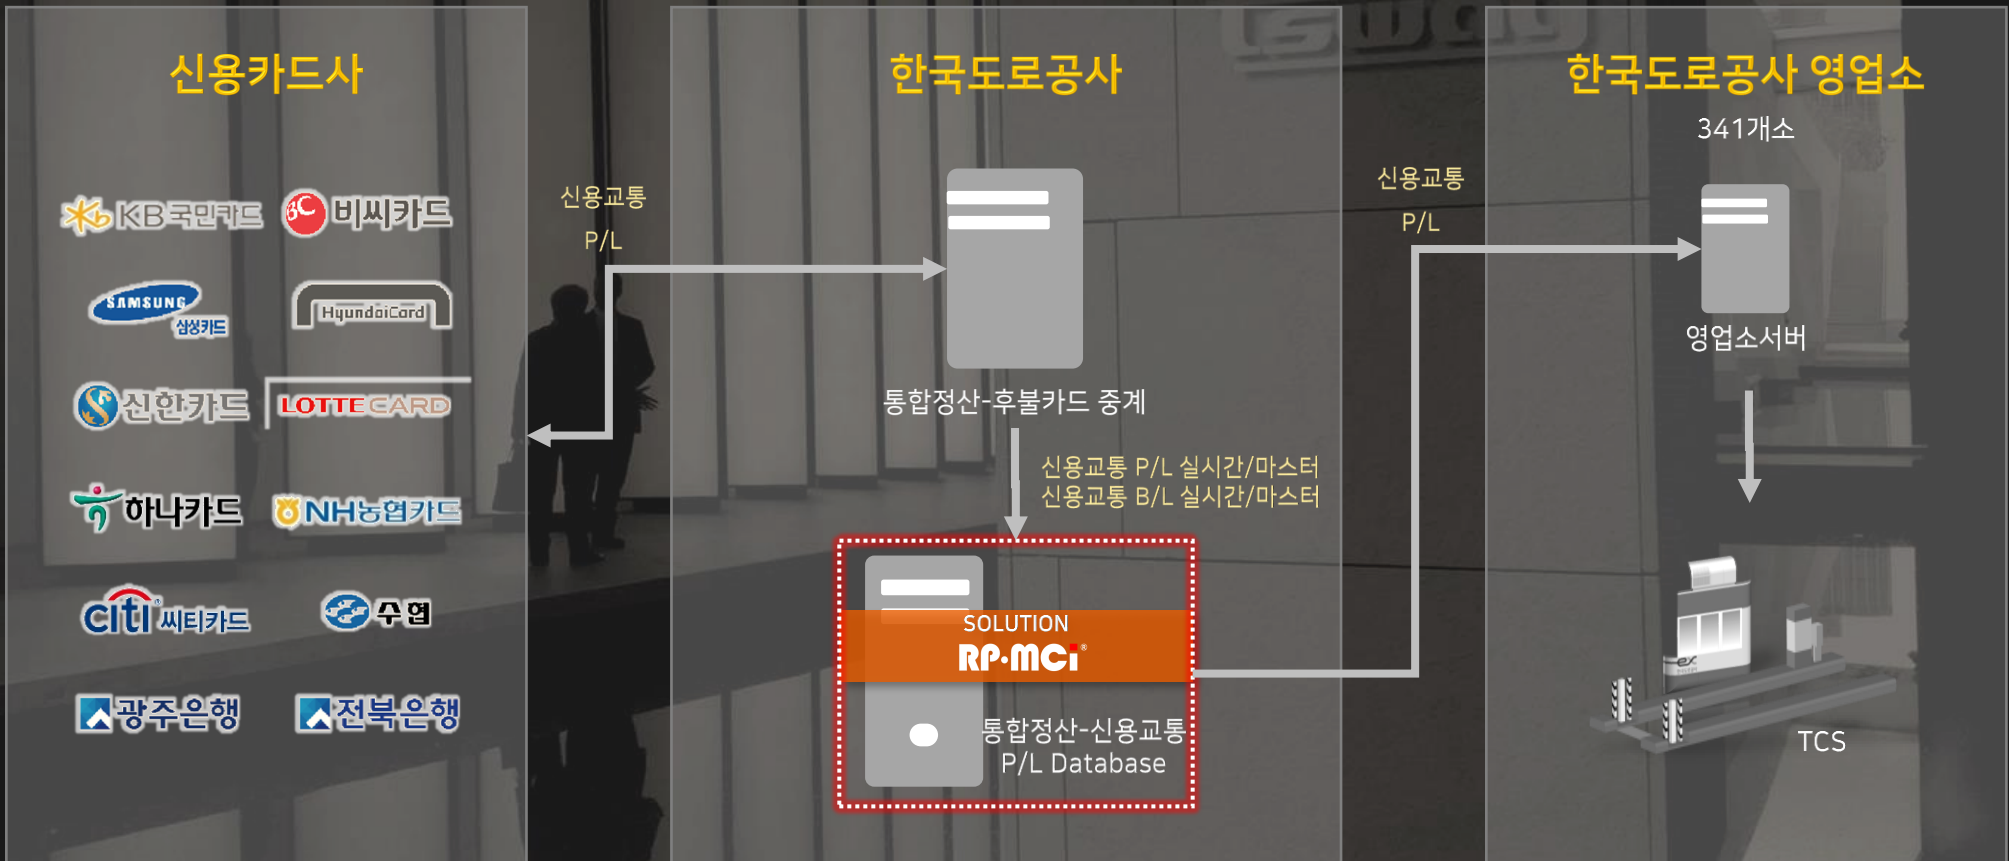 신용카드사
KB국민카드
BC 비씨카드
SAMSUNG
삼성카드
HyundaiCard
신한카드
LOTTE CARD
하나카드
NH농협카드
citi 씨티카드
수협
광주은행
전북은행
신용교통
P/L
한국도로공사
통합정산-후불카드 중계
신용교통 P/L 실시간/마스터
신용교통 B/L 실시간/마스터
SOLUTION
RP·MCi®
통합정산-신용교통
P/L Database
신용교통
P/L
한국도로공사 영업소
341개소
영업소서버
ex
TCS